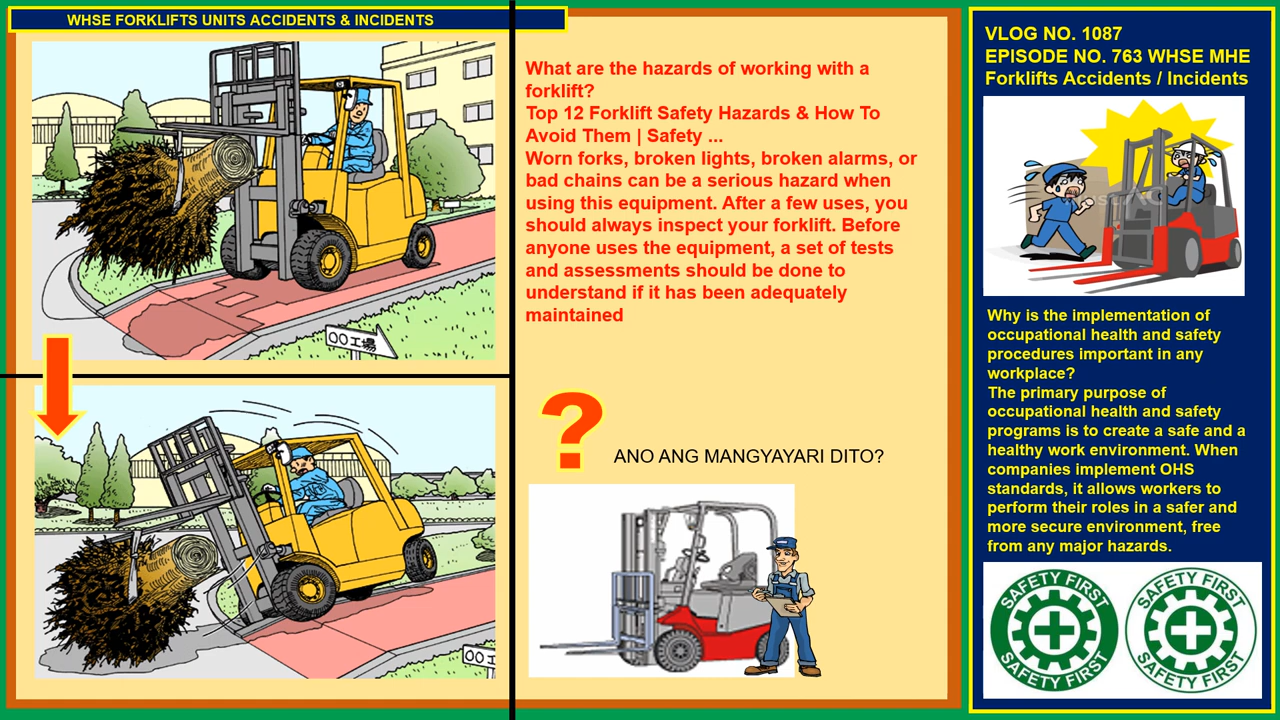 WHSE FORKLIFTS UNITS ACCIDENTS & INCIDENTS
〇〇工場
What are the hazards of working with a
forklift?
Top 12 Forklift Safety Hazards & How To
Avoid Them | Safety ...
Worn forks, broken lights, broken alarms, or
bad chains can be a serious hazard when
using this equipment. After a few uses, you
should always inspect your forklift. Before
anyone uses the equipment, a set of tests
and assessments should be done to
understand if it has been adequately
maintained
?
ANO ANG MANGYAYARI DITO?
VLOG NO. 1087
EPISODE NO. 763 WHSE MHE
Forklifts Accidents / Incidents
Why is the implementation of
occupational health and safety
procedures important in any
workplace?
The primary purpose of
occupational health and safety
programs is to create a safe and a
healthy work environment. When
companies implement OHS
standards, it allows workers to
perform their roles in a safer and
more secure environment, free
from any major hazards.
SAFETY FIRST
SAFETY FIRST
SAFETY FIRST
SAFETY FIRST